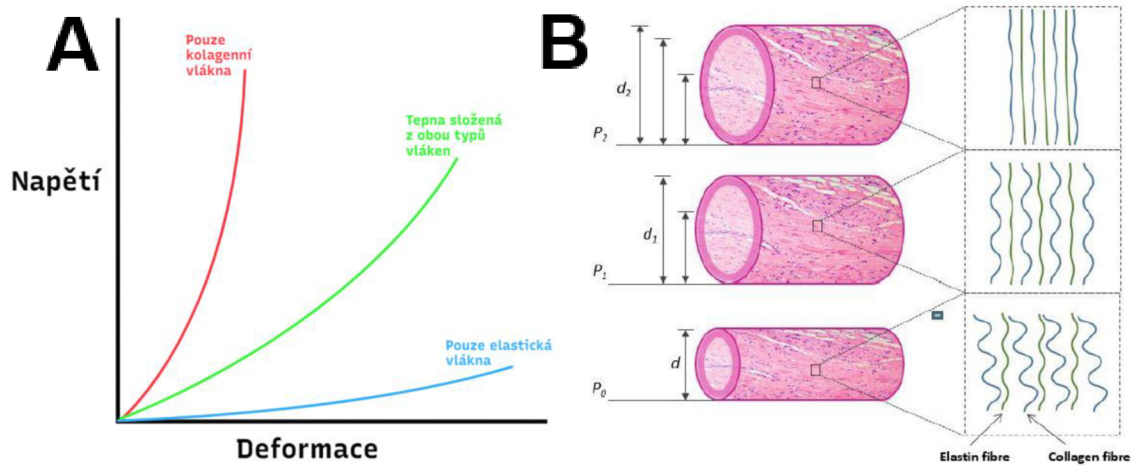 A
Pouze
kolagenní
vlákna
Tepna složená
z obou typů
vláken
Napětí
Pouze elastická
vlákna
Deformace
B
d2
P2
d1
P1
d
P0
Elastin fibre
Collagen fibre